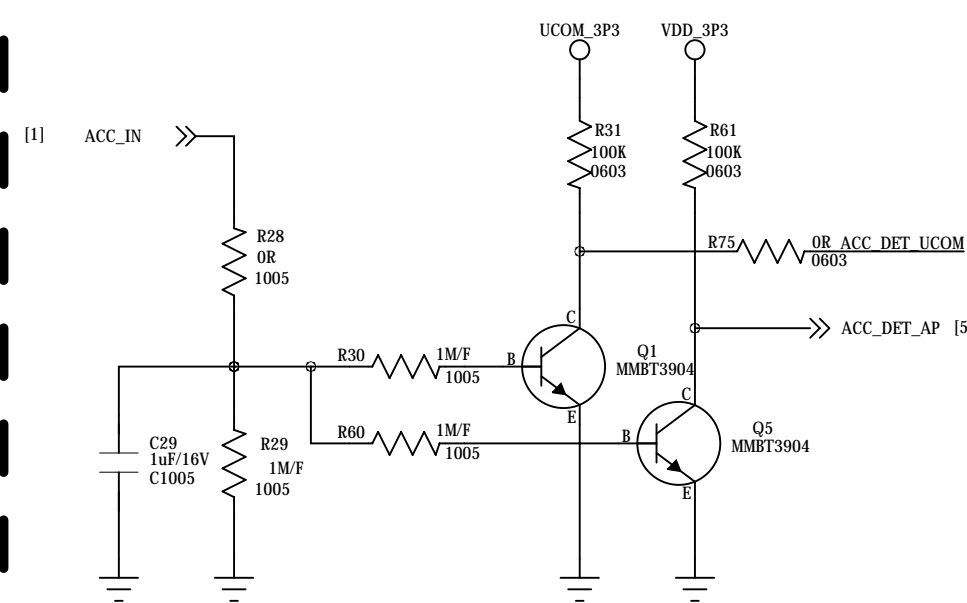 UCOM_3P3
VDD_3P3
[1] ACC_IN
R31
100K
0603
R61
100K
0603
R28
0R
1005
R75
0R ACC_DET_UCOM
0603
C
ACC_DET_AP [5
R30
1M/F
1005
B
Q1
MMBT3904
E
C
R60
1M/F
1005
B
Q5
MMBT3904
E
C29
1uF/16V
C1005
R29
1M/F
1005